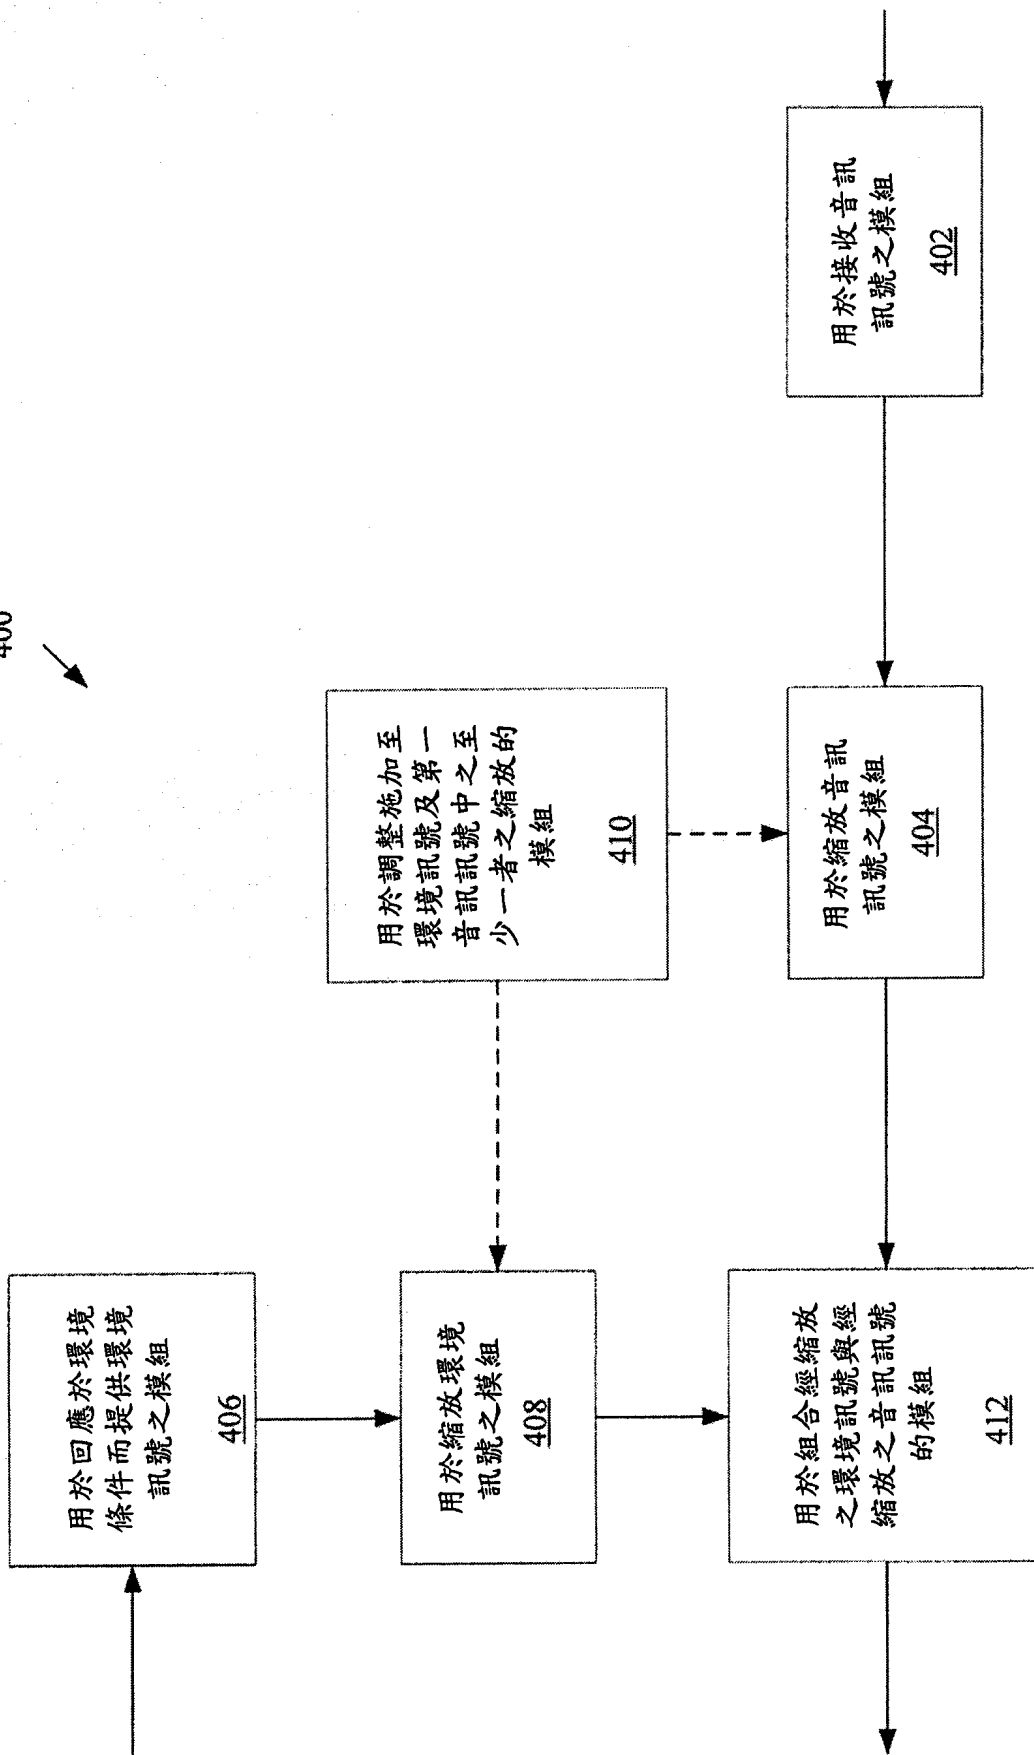 400
用於回應於環境
條件而提供環境
訊號之模組
406
用於縮放環境
訊號之模組
408
用於組合經縮放
之環境訊號與經
縮放之音訊訊號
的模組
412
用於調整施加至
環境訊號及第一
音訊訊號中之至
少一者之縮放的
模組
410
用於縮放音訊
訊號之模組
404
用於接收音訊
訊號之模組
402